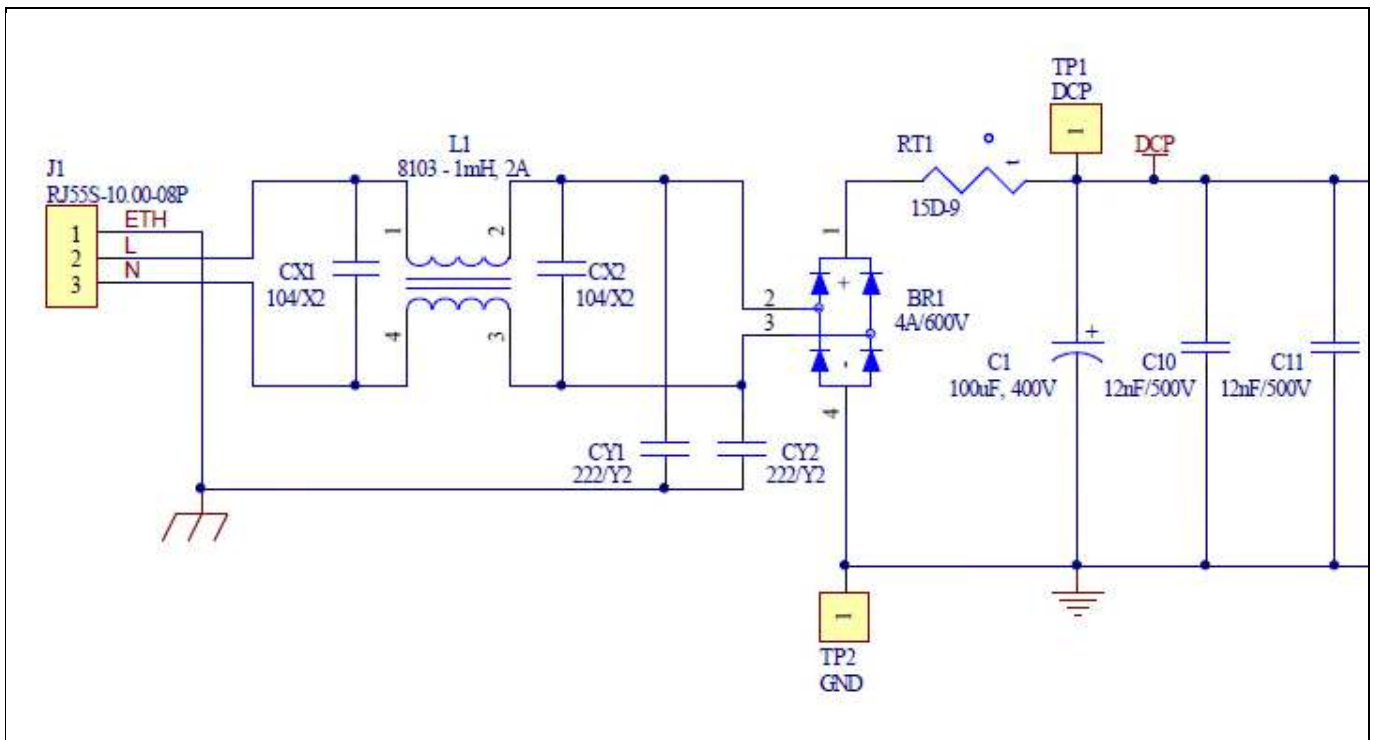 TP1
DCP
1
DCP
RT1
t
15D-9
L1
8103 - 1mH, 2A
J1
RJ55S-10.00-08P
1
2
3
ETH
L
N
1
2
4
3
CX1
104/X2
CX2
104/X2
1
2
3
4
+
-
BR1
4A/600V
+
C1
100uF, 400V
C10
12nF/500V
C11
12nF/500V
CY1
222/Y2
CY2
222/Y2
1
TP2
GND